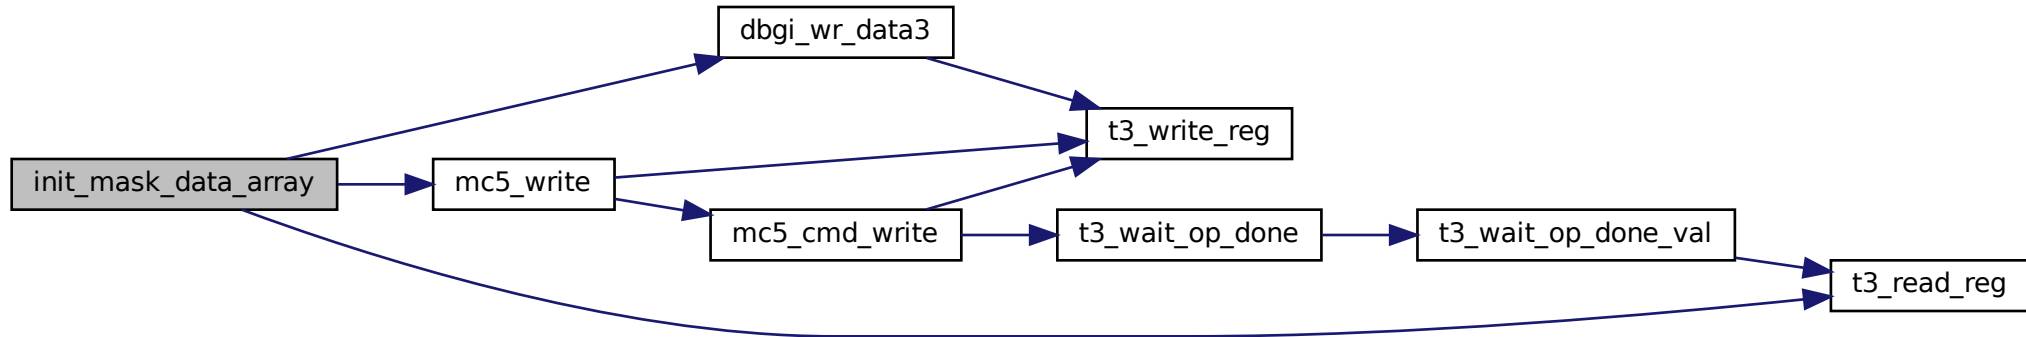 dbgi_wr_data3
t3_write_reg
init_mask_data_array
mc5_write
mc5_cmd_write
t3_wait_op_done
t3_wait_op_done_val
t3_read_reg